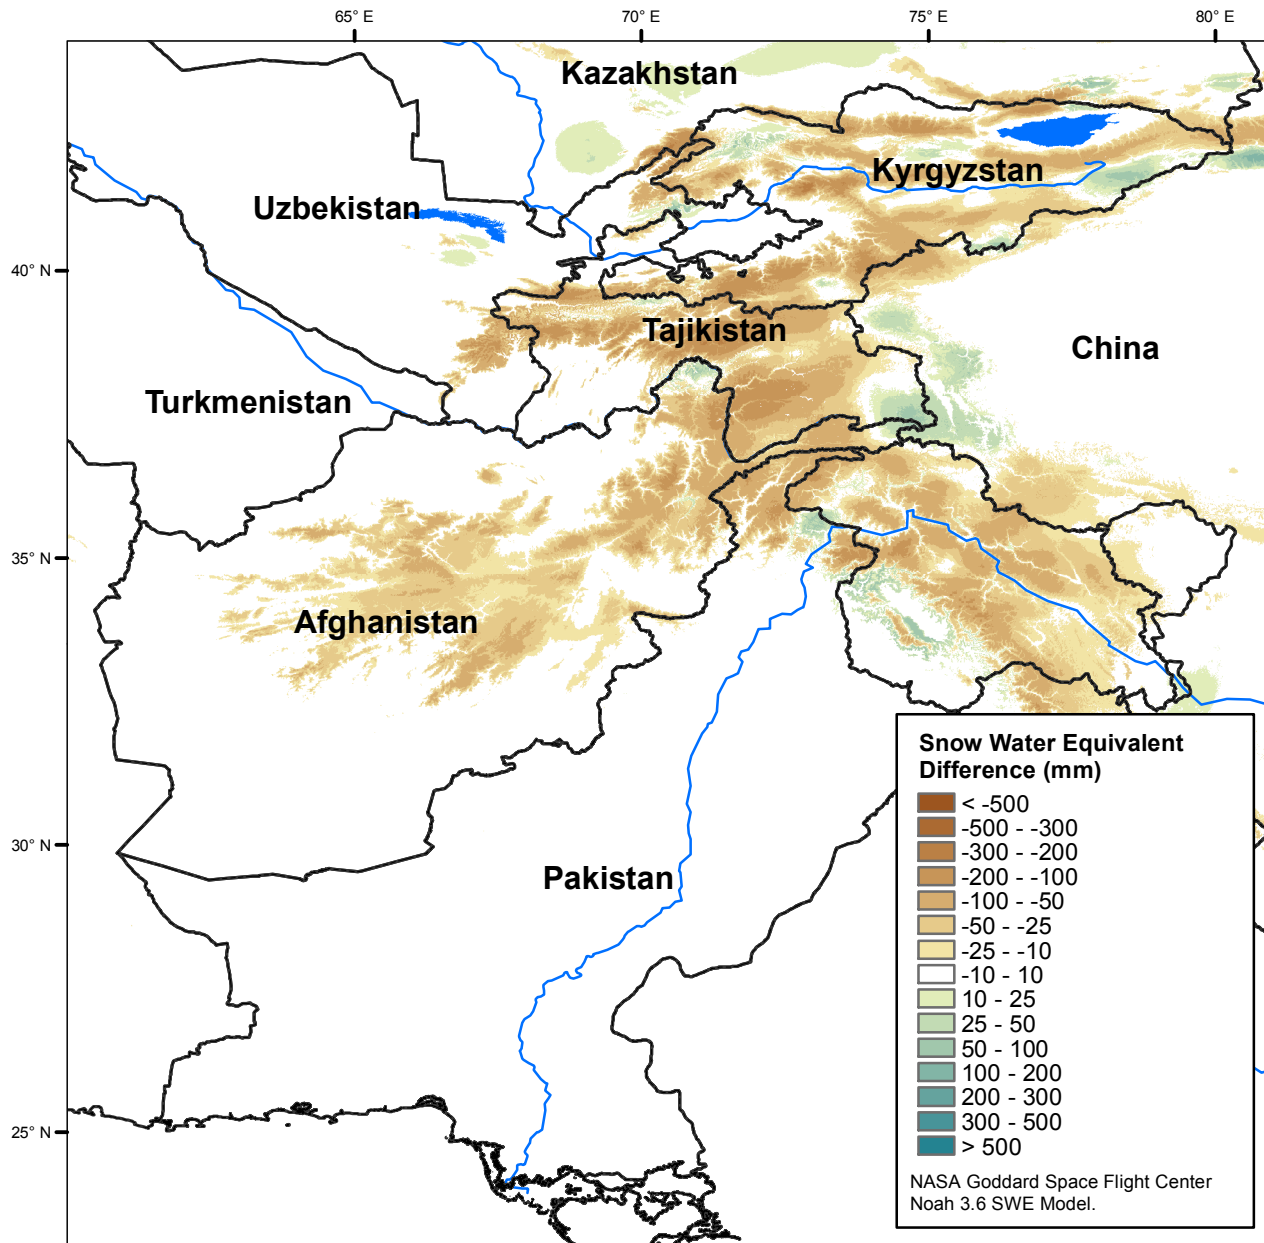 65° E
70° E
75° E
80° E
Kazakhstan
Kyrgyzstan
Uzbekistan
40° N
Tajikistan
China
Turkmenistan
35° N
Afghanistan
30° N
Pakistan
25° N
Snow Water Equivalent
Difference (mm)
< -500
-500 - -300
-300 - -200
-200 - -100
-100 - -50
-50 - -25
-25 - -10
-10 - 10
10 - 25
25 - 50
50 - 100
100 - 200
200 - 300
300 - 500
> 500
NASA Goddard Space Flight Center
Noah 3.6 SWE Model.